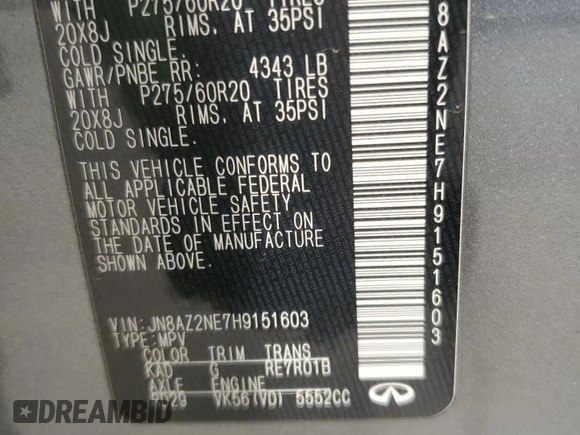 WITH P275/60R20 TIRES
20X8J RIMS, AT 35PSI
COLD SINGLE.
GAWR/PNBE RR: 4343 LB
WITH P275/60R20 TIRES
20X8J RIMS, AT 35PSI
COLD SINGLE.
THIS VEHICLE CONFORMS TO
ALL APPLICABLE FEDERAL
MOTOR VEHICLE SAFETY
STANDARDS IN EFFECT ON
THE DATE OF MANUFACTURE
SHOWN ABOVE.
VIN: JN8AZ2NE7H9151603
TYPE: MPV
COLOR TRIM TRANS
KAD G RE7R01B
AXLE ENGINE
VK56(VD) 5552CC
8AZ2NE7H9151603
INFINITI
DREAMBID
dreambid.com